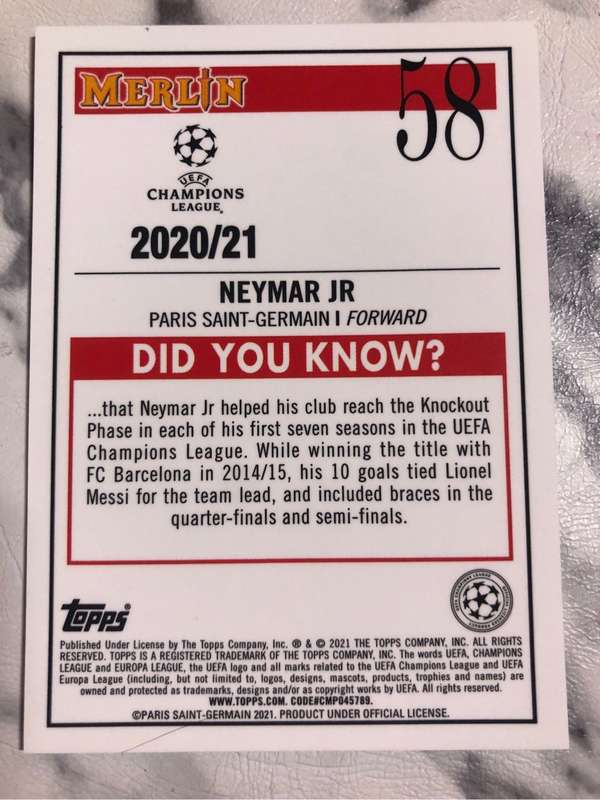 MERLIN
58
UEFA
CHAMPIONS
LEAGUE®
2020/21
NEYMAR JR
PARIS SAINT-GERMAIN | FORWARD
DID YOU KNOW?
...that Neymar Jr helped his club reach the Knockout
Phase in each of his first seven seasons in the UEFA
Champions League. While winning the title with
FC Barcelona in 2014/15, his 10 goals tied Lionel
Messi for the team lead, and included braces in the
quarter-finals and semi-finals.
Topps®
Published Under License by The Topps Company, Inc. ® & © 2021 THE TOPPS COMPANY, INC. ALL RIGHTS
RESERVED. TOPPS IS A REGISTERED TRADEMARK OF THE TOPPS COMPANY, INC. The words UEFA, CHAMPIONS
LEAGUE and EUROPA LEAGUE, the UEFA logo and all marks related to the UEFA Champions League and UEFA
Europa League (including, but not limited to, logos, designs, mascots, products, trophies and names) are
owned and protected as trademarks, designs and/or as copyright works by UEFA. All rights reserved.
WWW.TOPPS.COM. CODE#CMP045789.
©PARIS SAINT-GERMAIN 2021. PRODUCT UNDER OFFICIAL LICENSE.